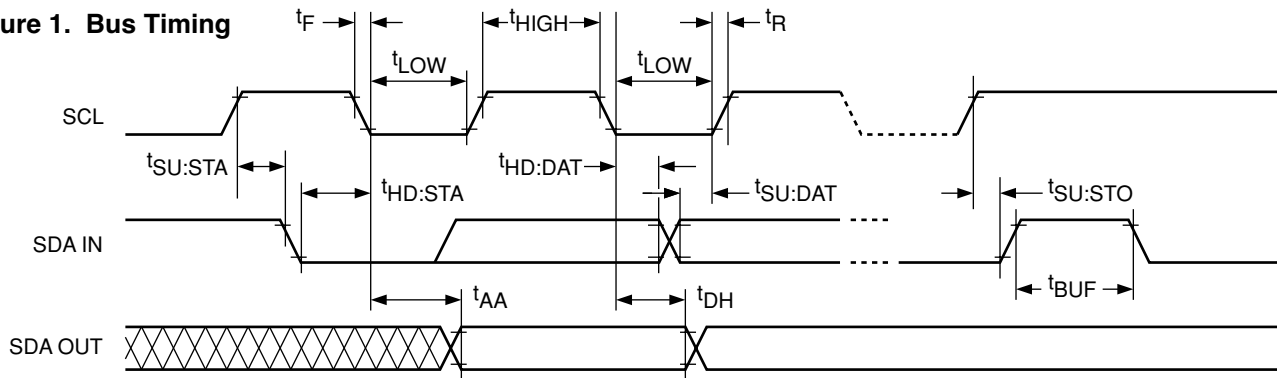 ure 1. Bus Timing
tF
tHIGH
tR
tLOW
tLOW
SCL
tSU:STA
tHD:STA
tHD:DAT
tSU:DAT
tSU:STO
SDA IN
tBUF
tAA
tDH
SDA OUT